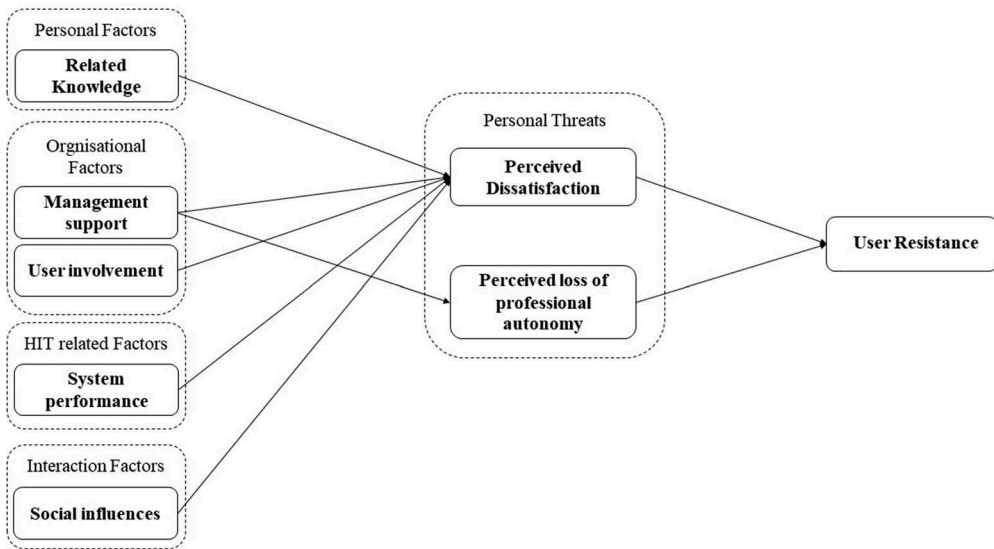 Personal Factors
Related
Knowledge
Orgnisational
Factors
Management
support
User involvement
HIT related Factors
System
performance
Interaction Factors
Social influences
Personal Threats
Perceived
Dissatisfaction
Perceived loss of
professional
autonomy
User Resistance